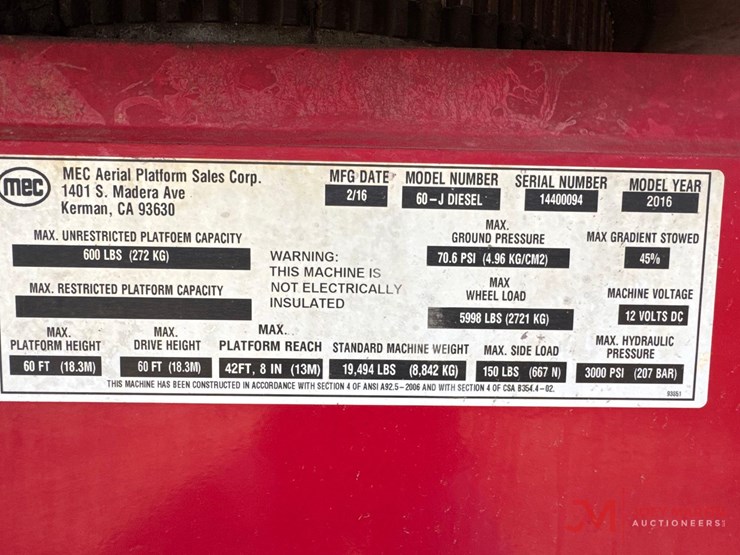 mec
MEC Aerial Platform Sales Corp.
1401 S. Madera Ave
Kerman, CA 93630
MFG DATE
2/16
MODEL NUMBER
60-J DIESEL
SERIAL NUMBER
14400094
MODEL YEAR
2016
MAX. UNRESTRICTED PLATFOEM CAPACITY
600 LBS (272 KG)
MAX. RESTRICTED PLATFORM CAPACITY
WARNING:
THIS MACHINE IS
NOT ELECTRICALLY
INSULATED
MAX.
GROUND PRESSURE
70.6 PSI (4.96 KG/CM2)
MAX GRADIENT STOWED
45%
MAX
WHEEL LOAD
5998 LBS (2721 KG)
MACHINE VOLTAGE
12 VOLTS DC
MAX.
PLATFORM HEIGHT
60 FT (18.3M)
MAX.
DRIVE HEIGHT
60 FT (18.3M)
MAX.
PLATFORM REACH
42FT, 8 IN (13M)
STANDARD MACHINE WEIGHT
19,494 LBS (8,842 KG)
MAX. SIDE LOAD
150 LBS (667 N)
MAX. HYDRAULIC
PRESSURE
3000 PSI (207 BAR)
THIS MACHINE HAS BEEN CONSTRUCTED IN ACCORDANCE WITH SECTION 4 OF ANSI A92.5-2006 AND WITH SECTION 4 OF CSA B354.4-02.
AUCTIONEERS